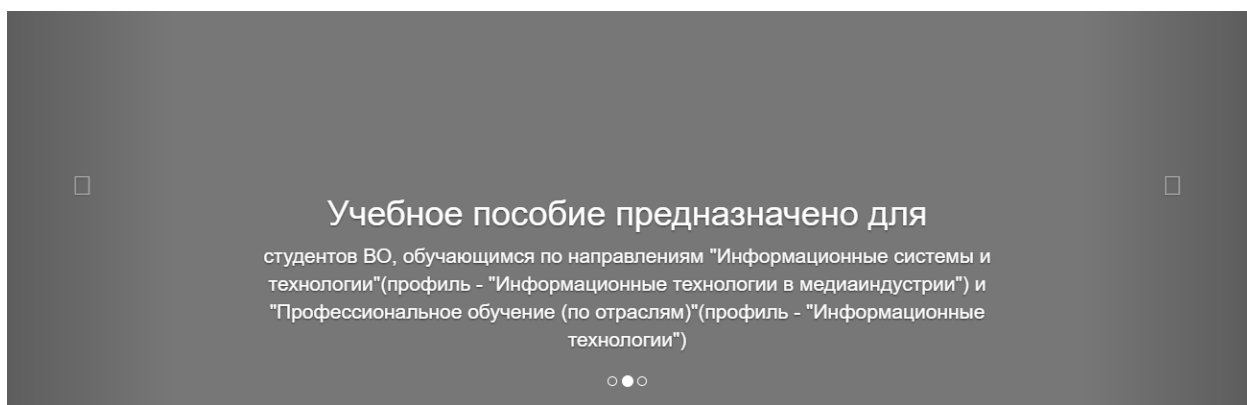 Учебное пособие предназначено для
студентов ВО, обучающимся по направлениям "Информационные системы и
технологии"(профиль - "Информационные технологии в медиаиндустрии") и
"Профессиональное обучение (по отраслям)"(профиль - "Информационные
технологии")